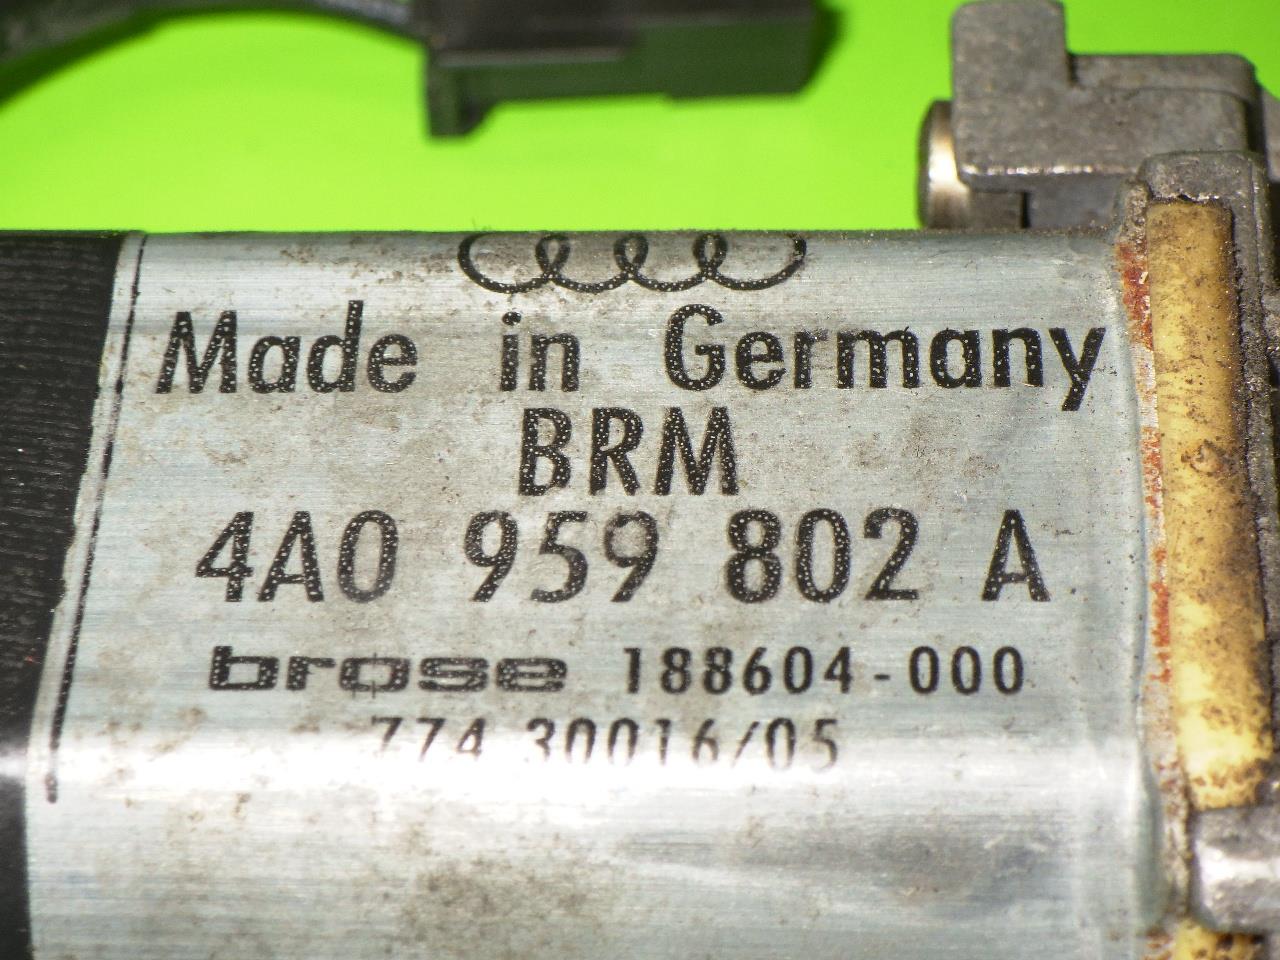 Made in Germany
BRM
4A0 959 802 A
brose 188604-000
774 30016/05